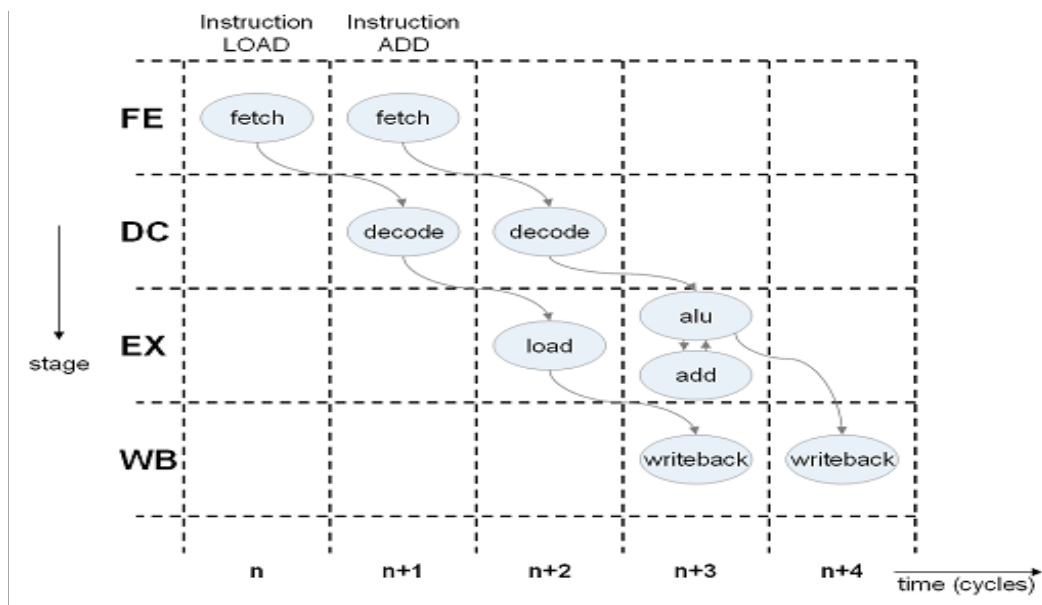 Instruction
LOAD
Instruction
ADD
FE
fetch
fetch
DC
decode
decode
EX
load
alu
add
stage
WB
writeback
writeback
n
n+1
n+2
n+3
n+4
time (cycles)